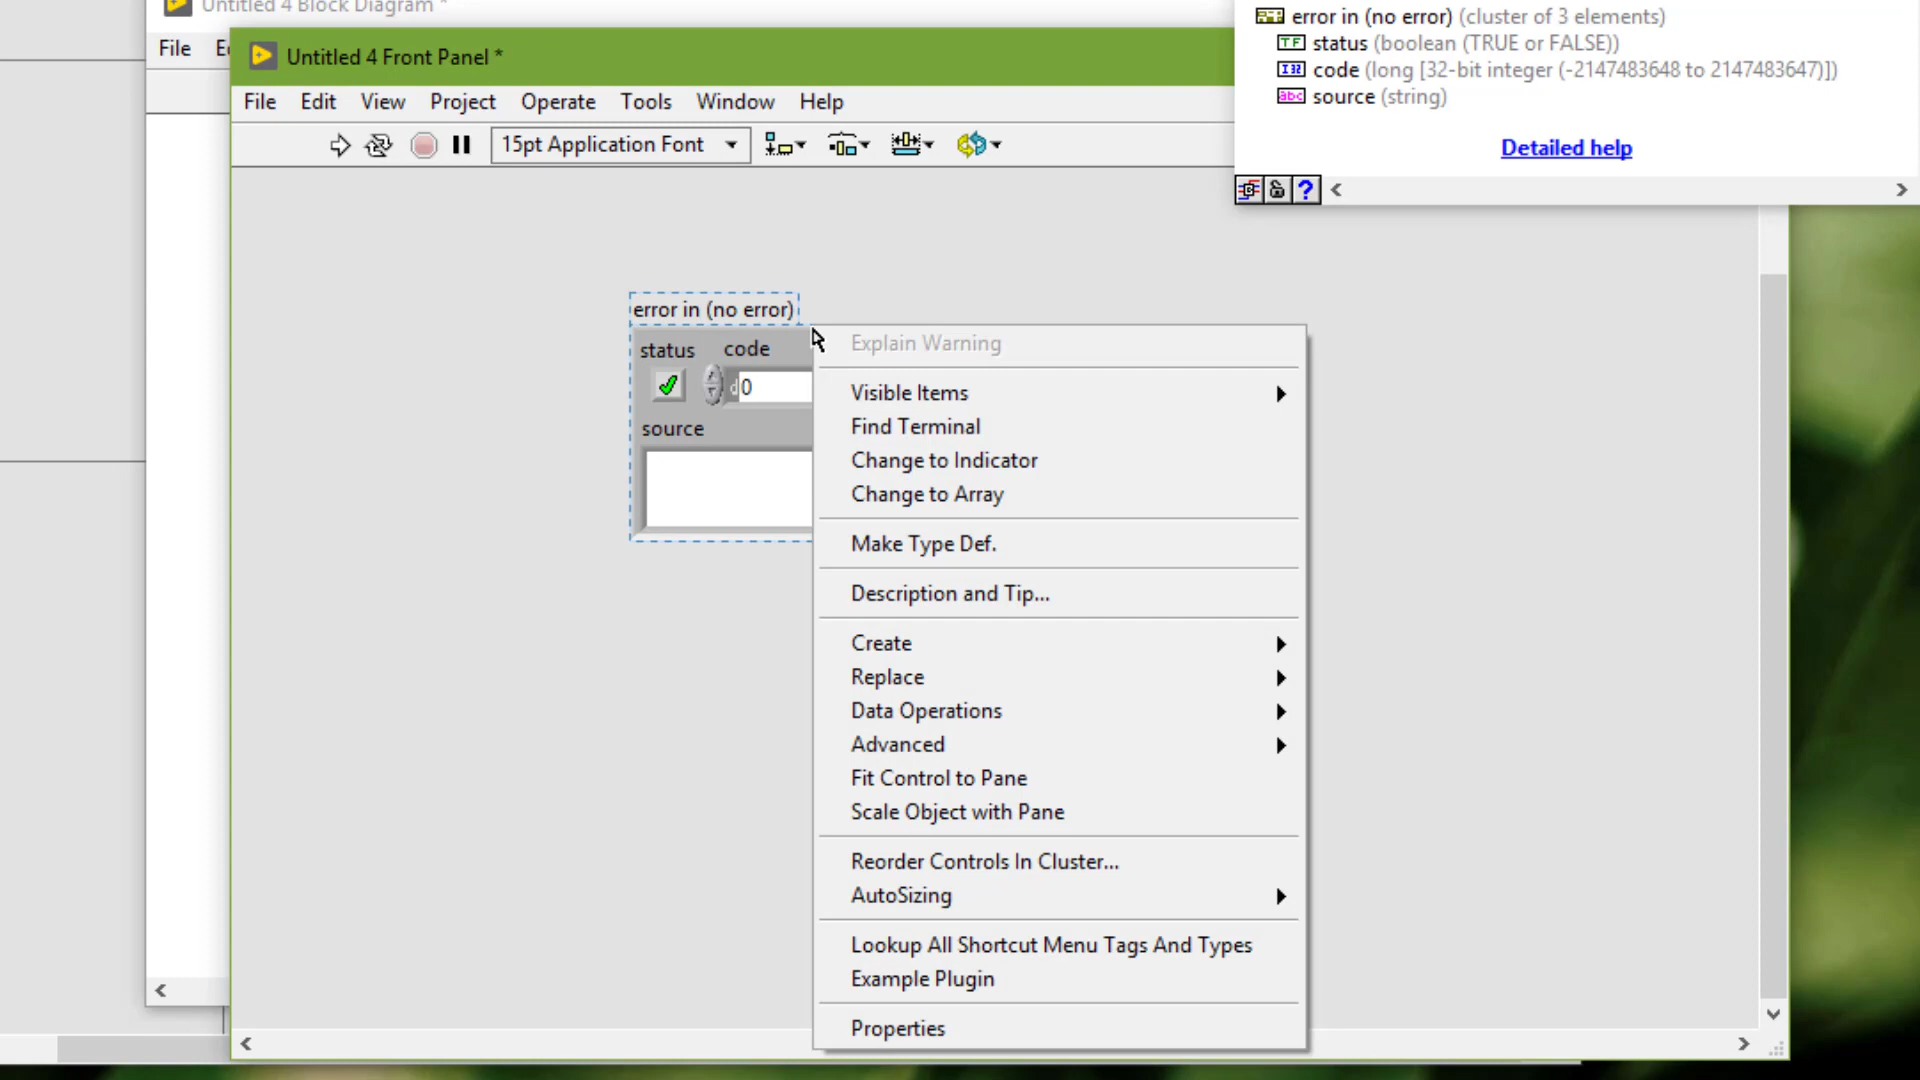 Untitled 4 Block Diagram *
File
Untitled 4 Front Panel *
File Edit View Project Operate Tools Window Help
15pt Application Font
error in (no error) (cluster of 3 elements)
TF status (boolean (TRUE or FALSE))
I32 code (long [32-bit integer (-2147483648 to 2147483647)])
abc source (string)
Detailed help
?
error in (no error)
status code
d 0
source
Explain Warning
Visible Items
Find Terminal
Change to Indicator
Change to Array
Make Type Def.
Description and Tip...
Create
Replace
Data Operations
Advanced
Fit Control to Pane
Scale Object with Pane
Reorder Controls In Cluster...
AutoSizing
Lookup All Shortcut Menu Tags And Types
Example Plugin
Properties